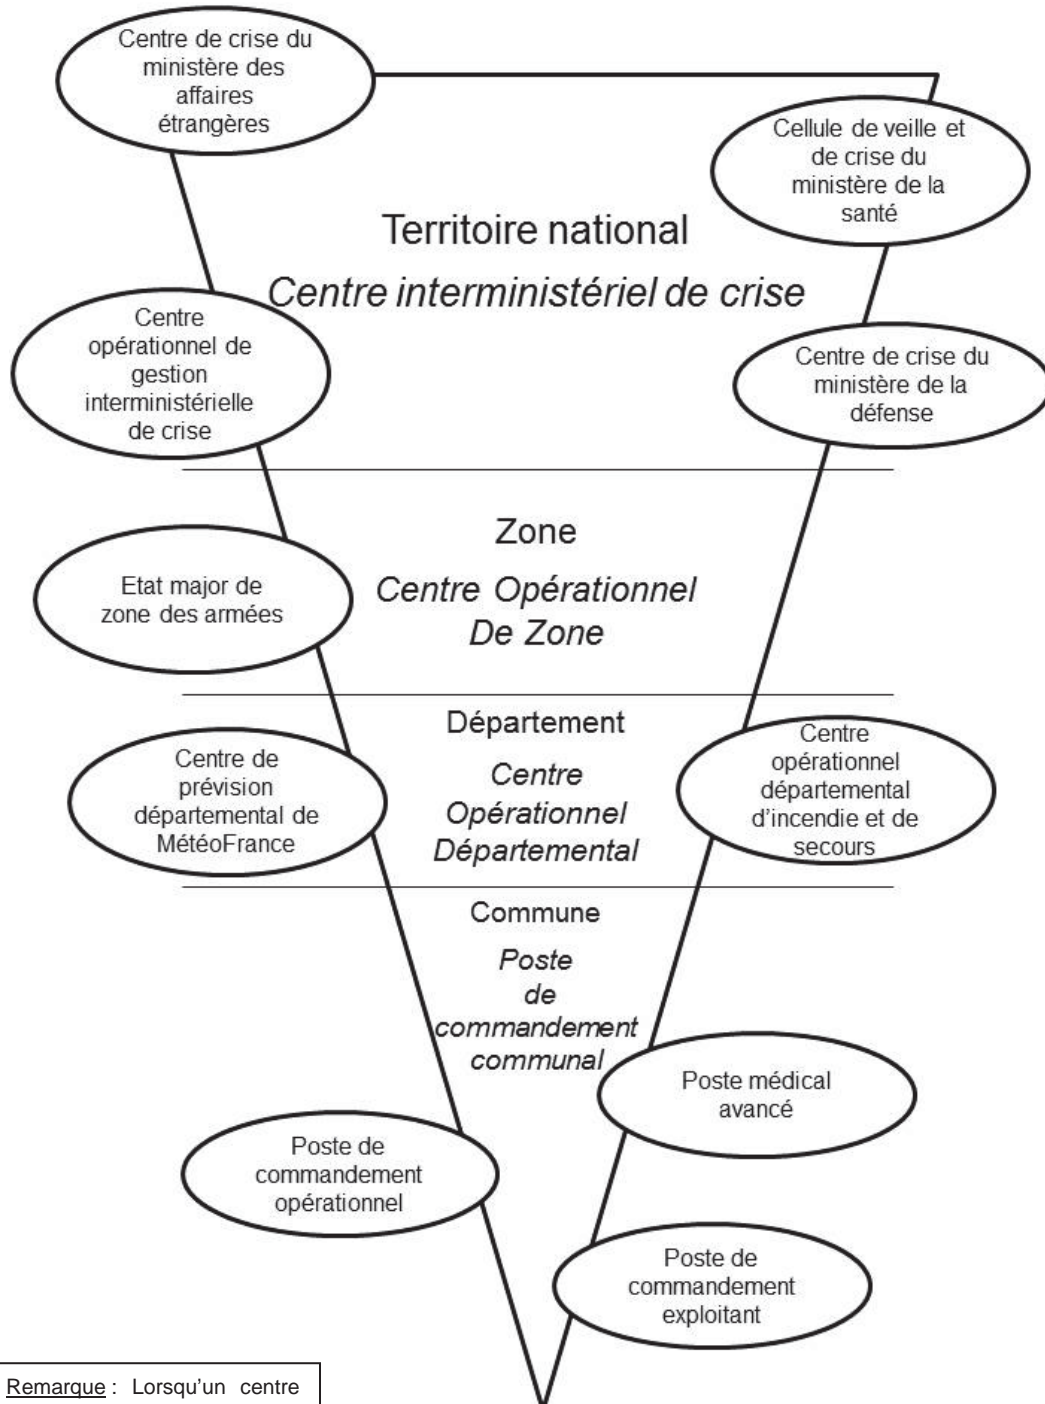 Centre de crise du
ministère des
affaires
étrangères
Cellule de veille et
de crise du
ministère de la
santé
Territoire national
Centre interministériel de crise
Centre
opérationnel de
gestion
interministérielle
de crise
Centre de crise du
ministère de la
défense
Zone
Centre Opérationnel
De Zone
Etat major de
zone des armées
Département
Centre
Opérationnel
Départemental
Centre de
prévision
départemental de
MétéoFrance
Centre
opérationnel
départemental
d'incendie et de
secours
Commune
Poste
de
commandement
communal
Poste médical
avancé
Poste de
commandement
opérationnel
Poste de
commandement
exploitant
Remarque : Lorsqu'un centre